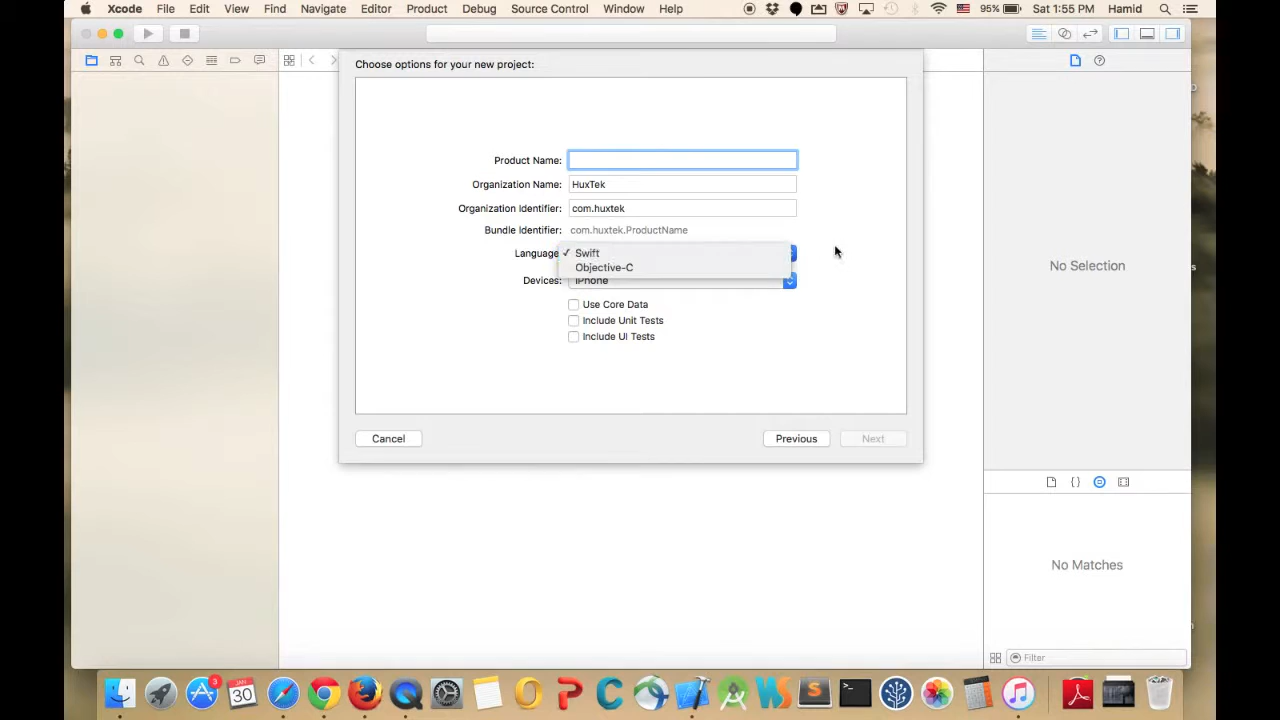 Xcode File Edit View Find Navigate Editor Product Debug Source Control Window Help 95% Sat 1:55 PM Hamid
Choose options for your new project:
Product Name:
Organization Name: HuxTek
Organization Identifier: com.huxtek
Bundle Identifier: com.huxtek.ProductName
Language ✓ Swift
Objective-C
Devices: iPhone
Use Core Data
Include Unit Tests
Include UI Tests
Cancel Previous Next
No Selection
No Matches
Filter
3
JAN
30